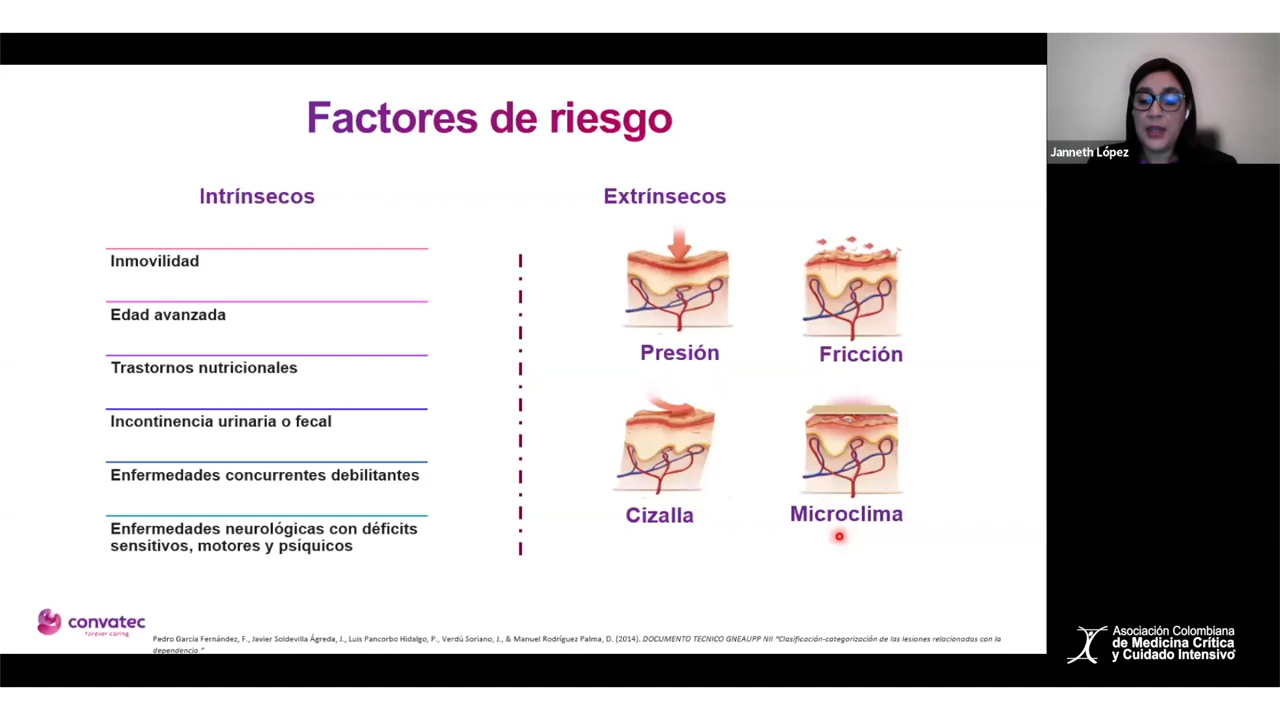 Factores de riesgo
Intrínsecos
Inmovilidad
Edad avanzada
Trastornos nutricionales
Incontinencia urinaria o fecal
Enfermedades concurrentes debilitantes
Enfermedades neurológicas con déficits
sensitivos, motores y psíquicos
Extrínsecos
Presión
Fricción
Cizalla
Microclima
convatec
forever caring
Pedro García Fernández, F., Javier Soldevilla Ágreda, J., Luis Pancorbo Hidalgo, P., Verdú Soriano, J., & Manuel Rodríguez Palma, D. (2014). DOCUMENTO TECNICO GNEAUPP NII “Clasificación-categorización de las lesiones relacionadas con la
dependencia.”
Janneth López
Asociación Colombiana
de Medicina Crítica
y Cuidado Intensivo